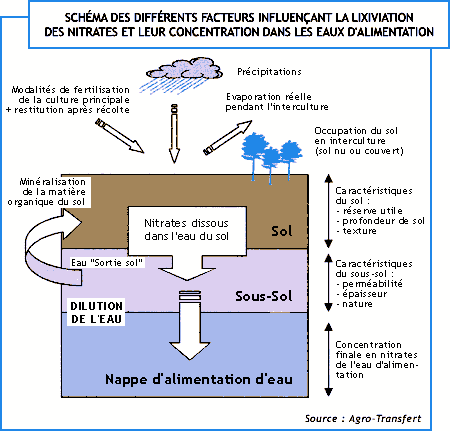 SCHÉMA DES DIFFÉRENTS FACTEURS INFLUENÇANT LA LIXIVIATION
DES NITRATES ET LEUR CONCENTRATION DANS LES EAUX D'ALIMENTATION
Précipitations
Modalités de fertilisation
de la culture principale
+ restitution après récolte
Evaporation réelle
pendant l'interculture
Occupation du sol
en interculture
(sol nu ou couvert)
Minéralisation
de la matière
organique du sol
Nitrates dissous
dans l'eau du sol
Sol
Caractéristiques
du sol :
- réserve utile
- profondeur de sol
- texture
Eau "Sortie sol"
Sous-Sol
Caractéristiques
du sous-sol :
- perméabilité
- épaisseur
- nature
DILUTION
DE L'EAU
Nappe d'alimentation d'eau
Concentration
finale en nitrates
de l'eau d'alimen-
tation
Source : Agro-Transfert